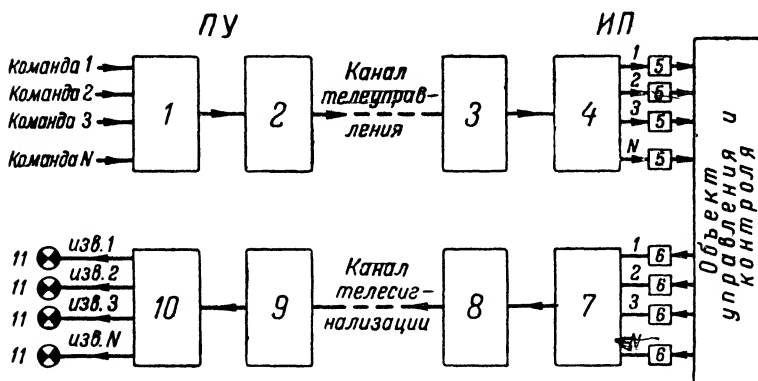 ПУ
ИП
Команда 1
Команда 2
Команда 3
Команда N
1
2
Канал
телеуправ-
ления
3
4
1
5
2
5
3
5
N
5
Объект
управления и
контроля
11 изв.1
11 изв.2
11 изв.3
11 изв.N
10
9
Канал
телесиг-
нализации
8
7
1
6
2
6
3
6
N
6